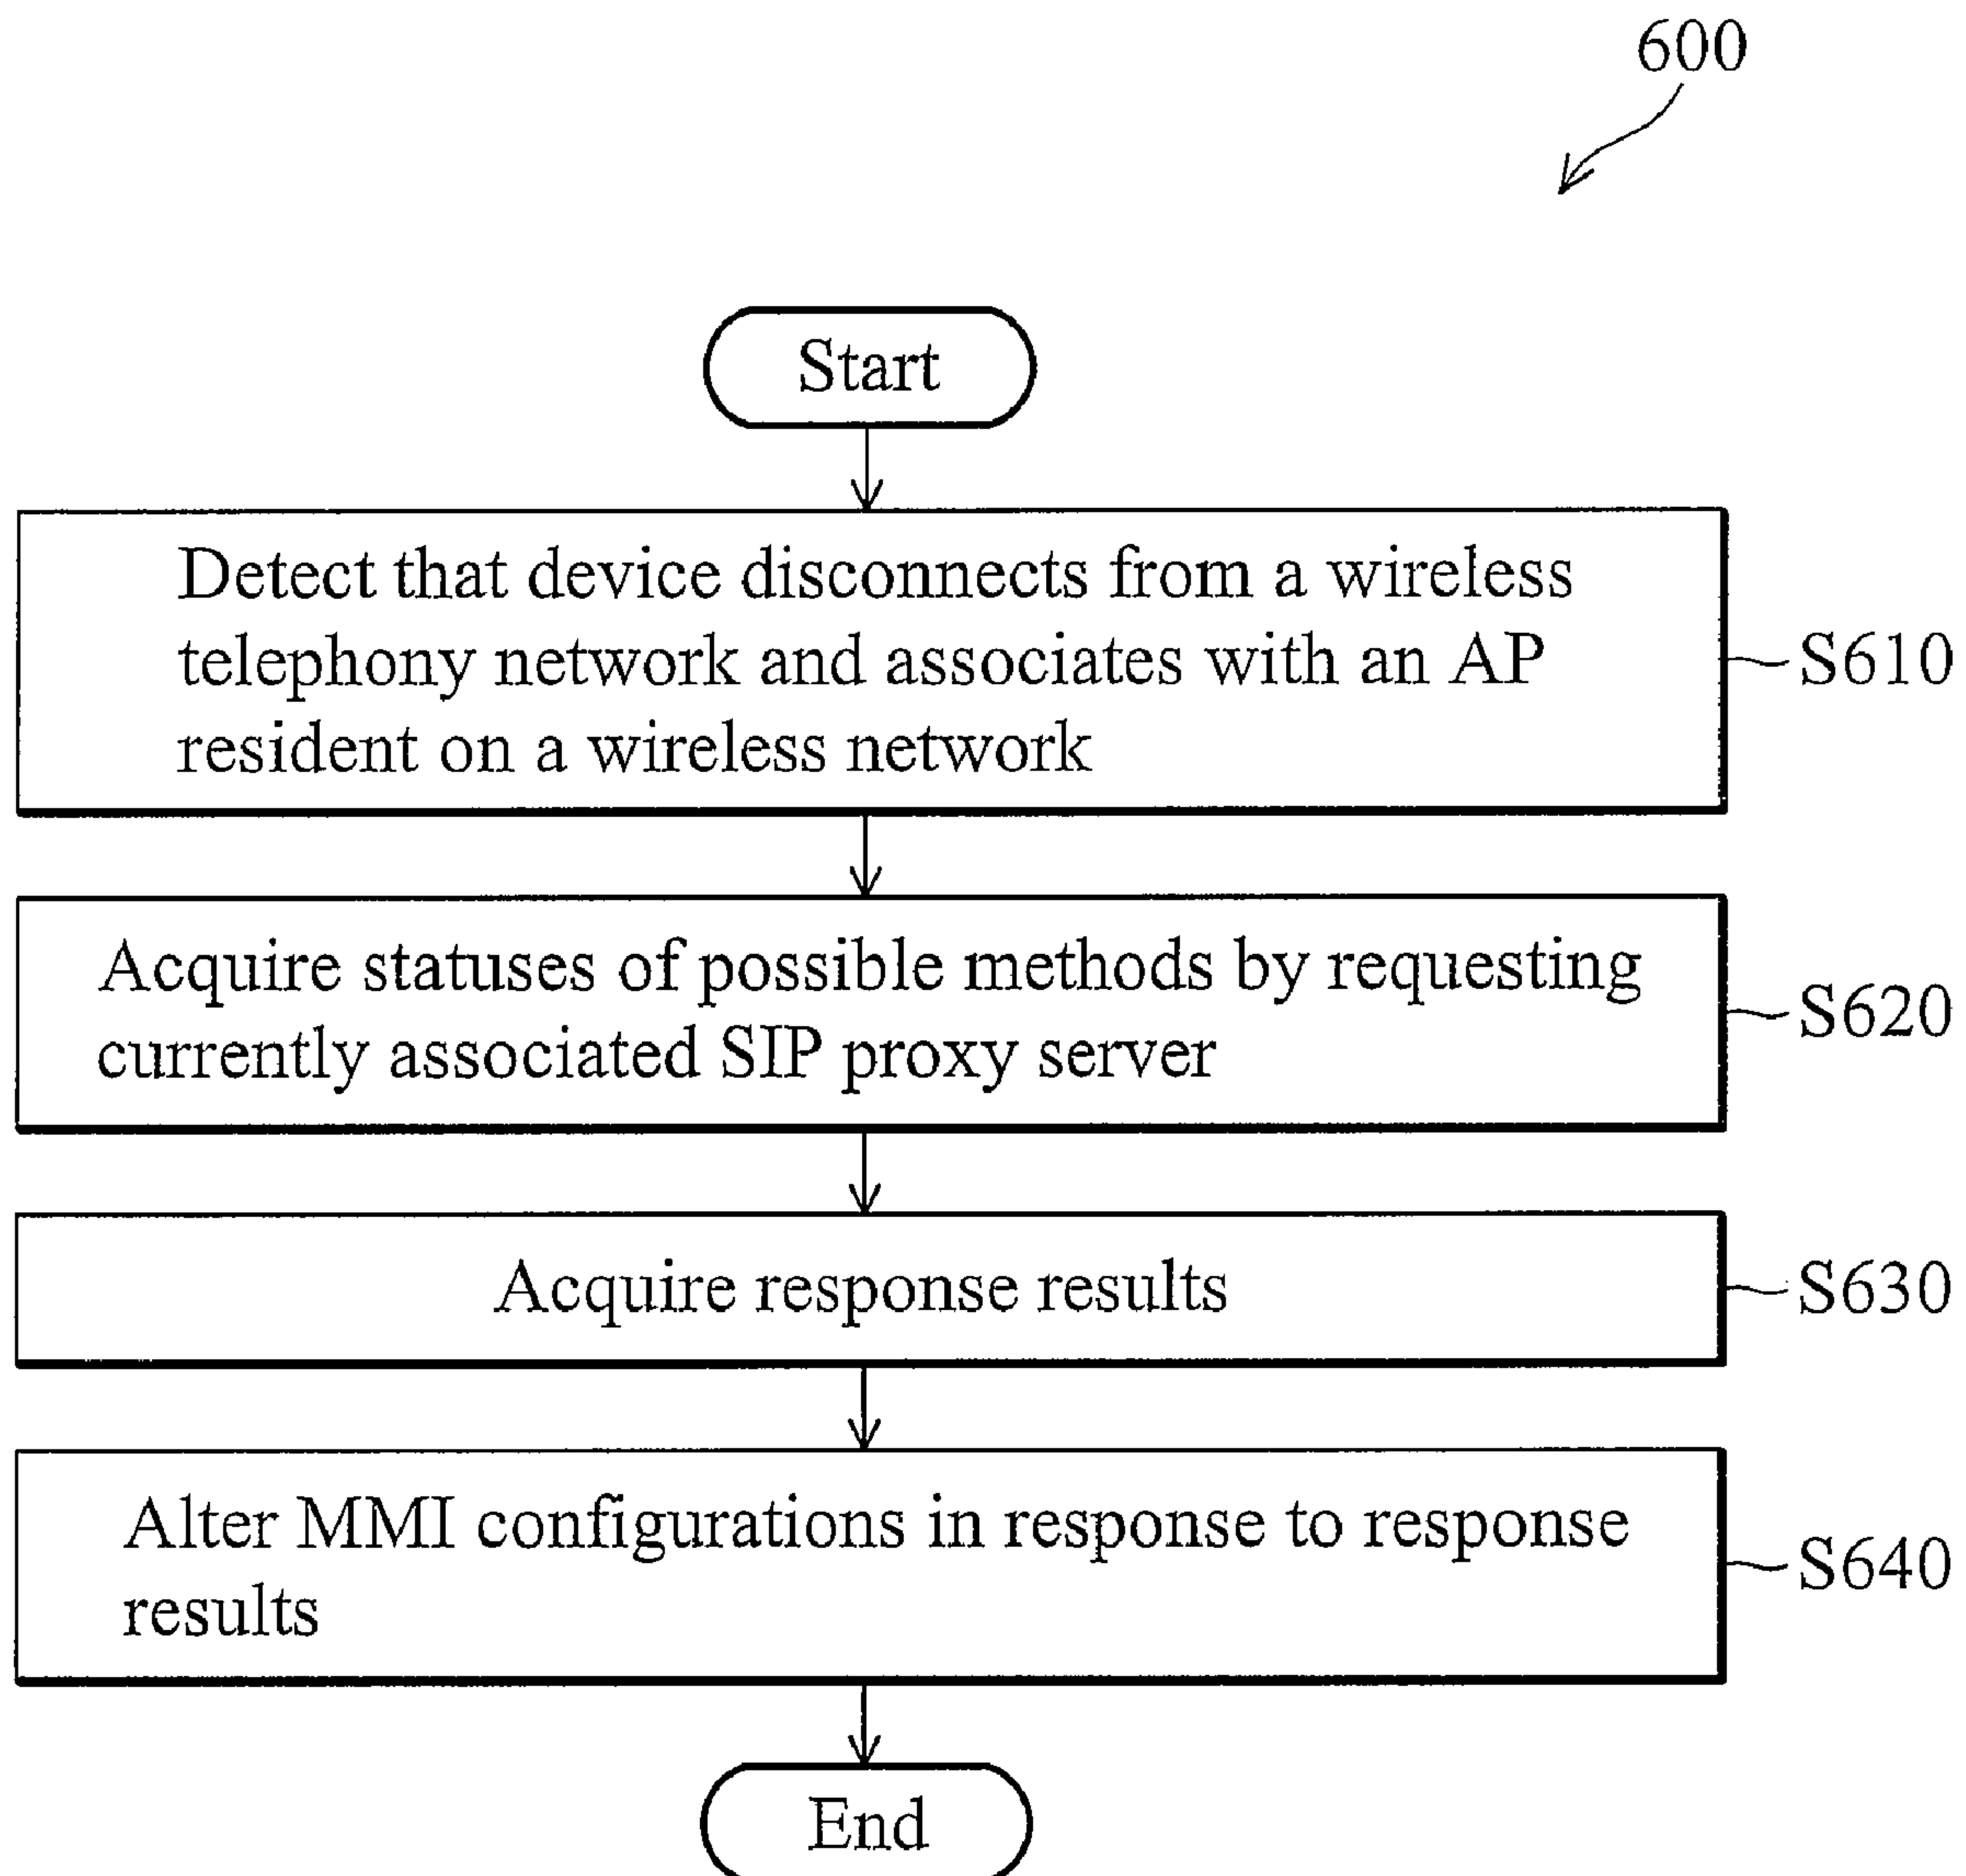 600
Start
Detect that device disconnects from a wireless
telephony network and associates with an AP
resident on a wireless network
S610
Acquire statuses of possible methods by requesting
currently associated SIP proxy server
S620
Acquire response results
S630
Alter MMI configurations in response to response
results
S640
End